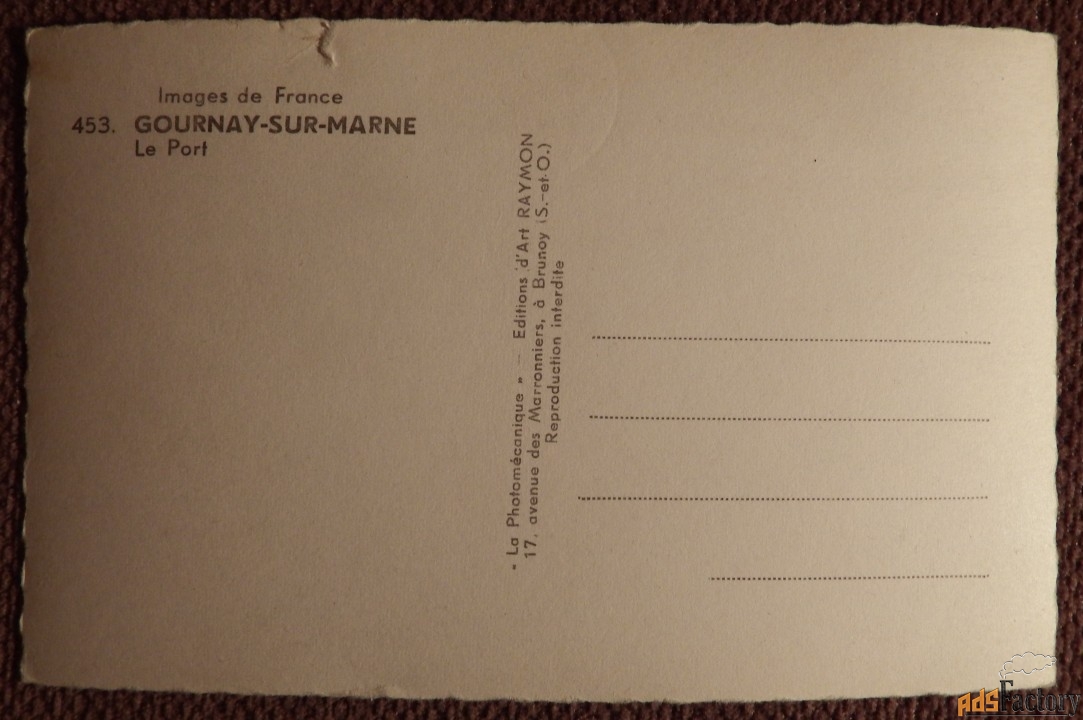 Images de France
453. GOURNAY-SUR-MARNE
Le Port
" La Photomécanique " — Editions d'Art RAYMON
17, avenue des Marronniers, à Brunoy (S.-et-O.)
Reproduction interdite
adsFactory